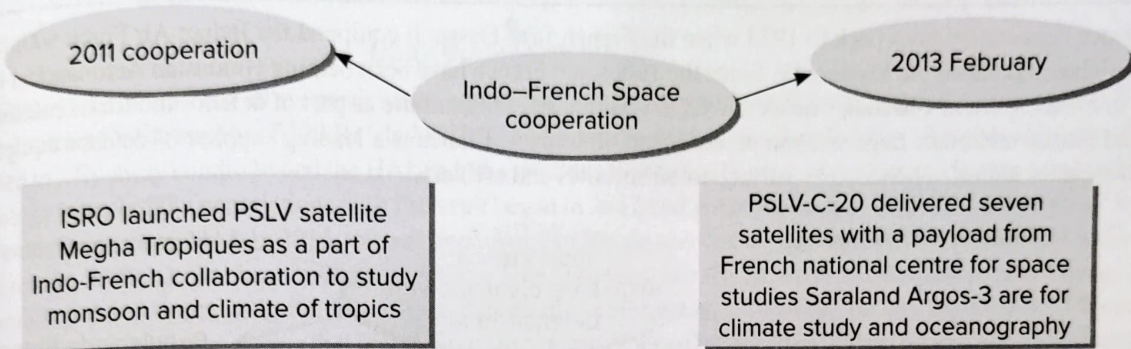 2011 cooperation
Indo–French Space
cooperation
2013 February
ISRO launched PSLV satellite
Megha Tropiques as a part of
Indo-French collaboration to study
monsoon and climate of tropics
PSLV-C-20 delivered seven
satellites with a payload from
French national centre for space
studies Saraland Argos-3 are for
climate study and oceanography